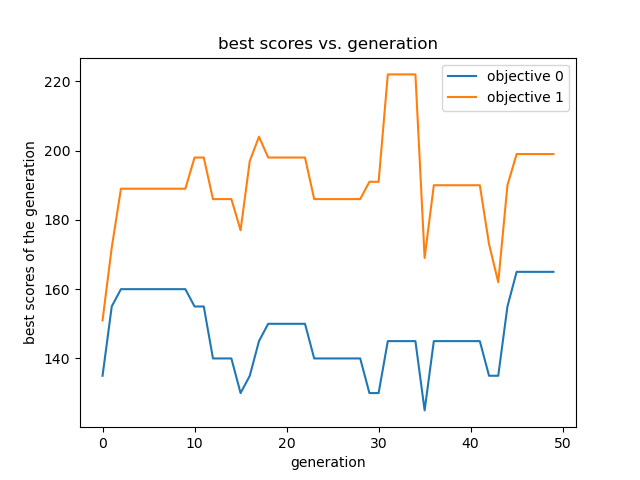 best scores vs. generation
objective 0
objective 1
220
200
180
160
140
best scores of the generation
0 10 20 30 40 50
generation